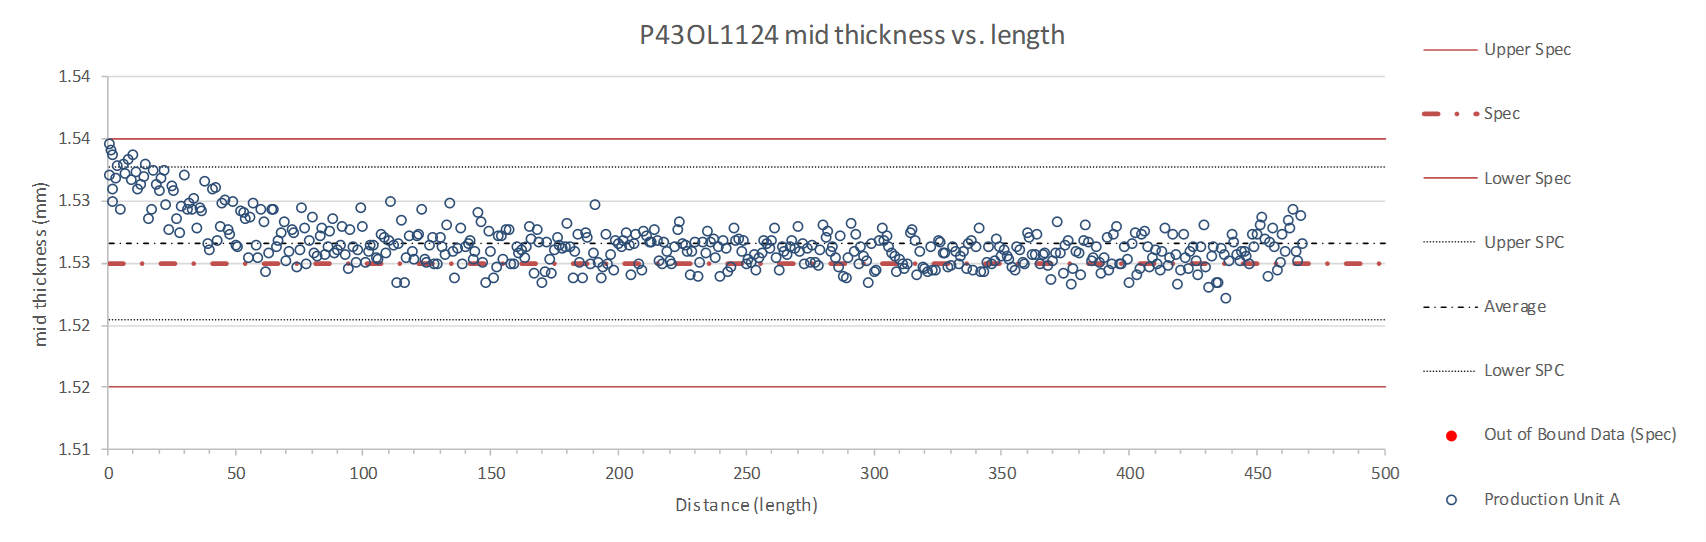 P43OL1124 mid thickness vs. length
mid thickness (mm)
1.54
1.54
1.53
1.53
1.52
1.52
1.51
0 50 100 150 200 250 300 350 400 450 500
Distance (length)
Upper Spec
Spec
Lower Spec
Upper SPC
Average
Lower SPC
Out of Bound Data (Spec)
Production Unit A